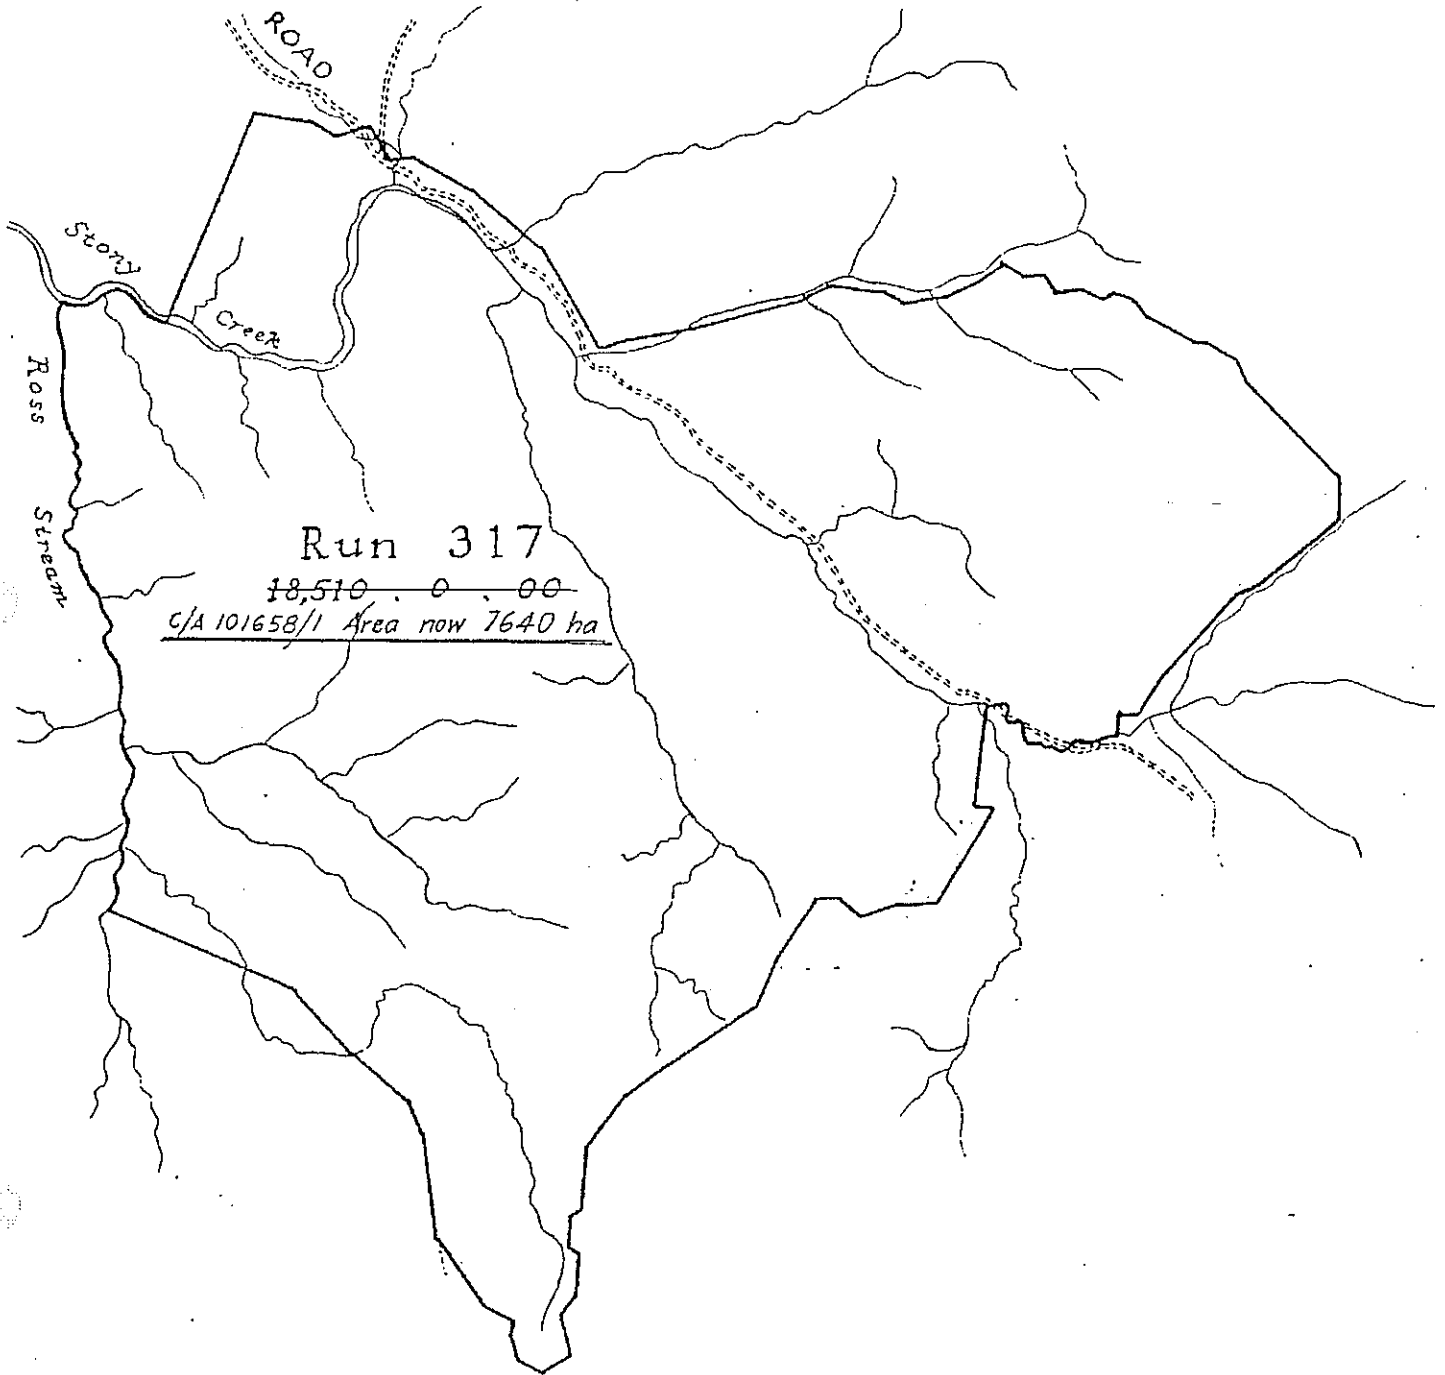 ROAD
Stony
Creek
Ross
Stream
Run 317
18,510 . 0 . 00
C/A 101658/1 Area now 7640 ha